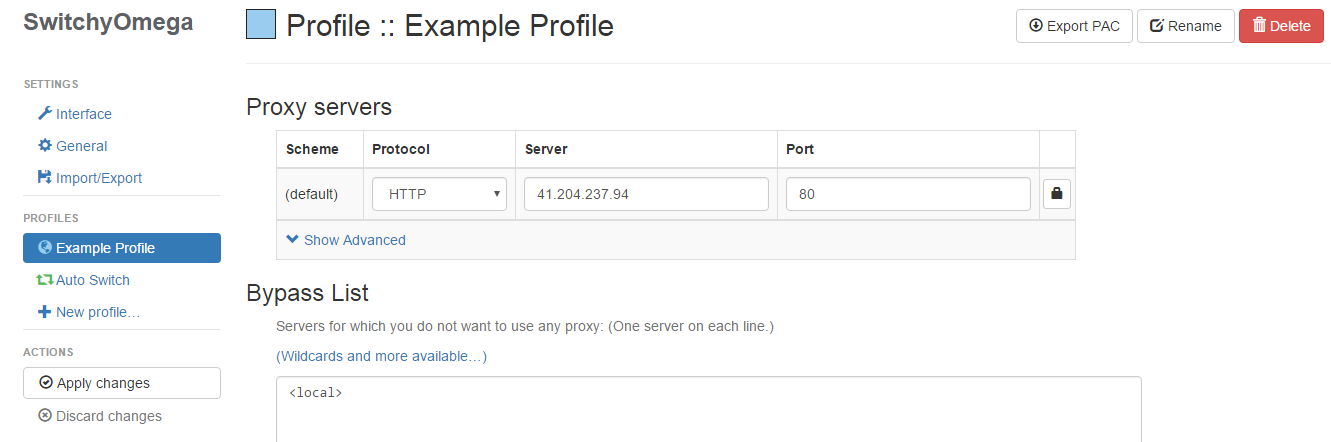 SwitchyOmega
Profile :: Example Profile
Export PAC
Rename
Delete
SETTINGS
Interface
General
Import/Export
PROFILES
Example Profile
Auto Switch
New profile…
ACTIONS
Apply changes
Discard changes
Proxy servers
Scheme Protocol Server Port
(default) HTTP 41.204.237.94 80
Show Advanced
Bypass List
Servers for which you do not want to use any proxy: (One server on each line.)
(Wildcards and more available…)
<local>